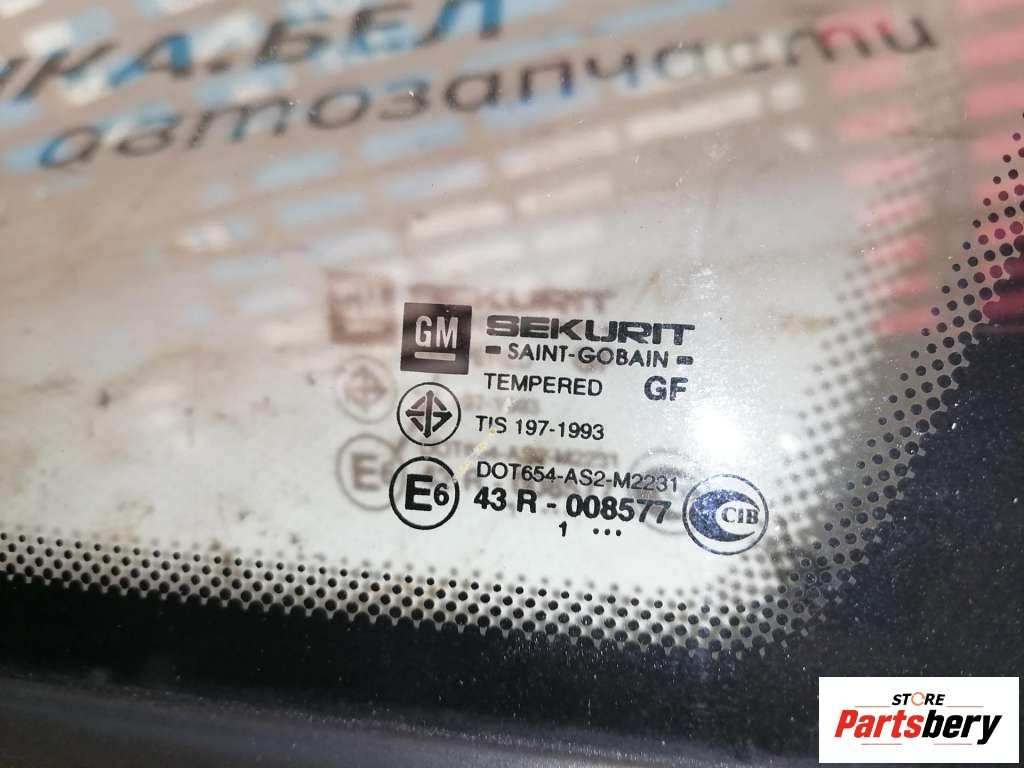 КА.БЕЛ
автозапчасти
GM SEKURIT
SAINT-GOBAIN
TEMPERED GF
TIS 197-1993
DOT654-AS2-M2231
E6 43 R - 008577 CIB
1 ...
STORE
Partsbery